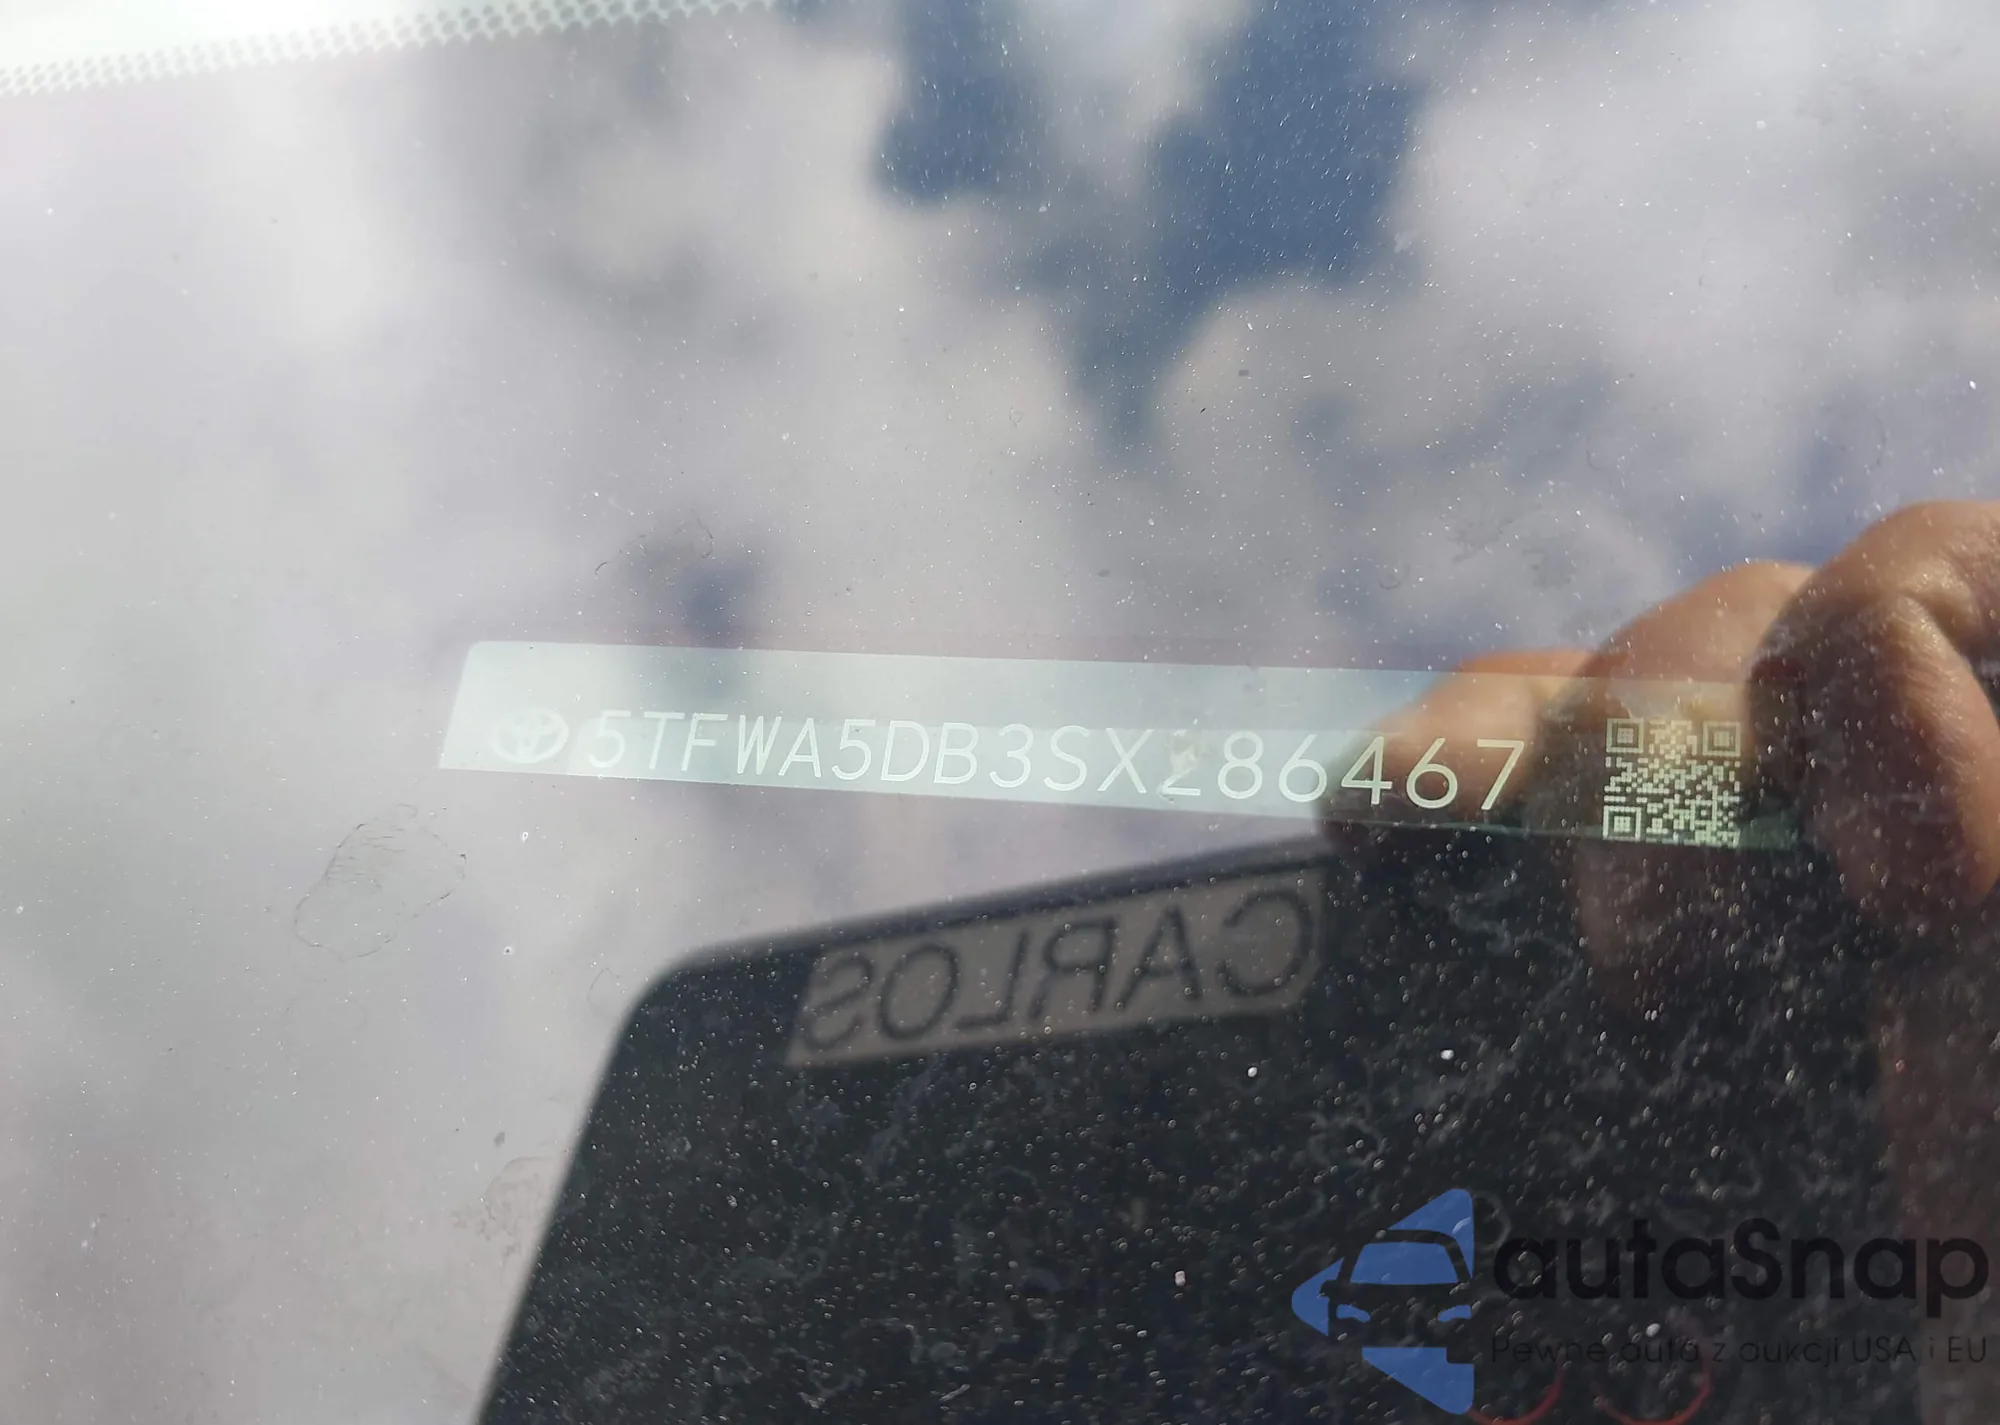 5TFWA5DB3SX286467
CARLOS
autaSnap
Pewne auta z aukcji USA i EU